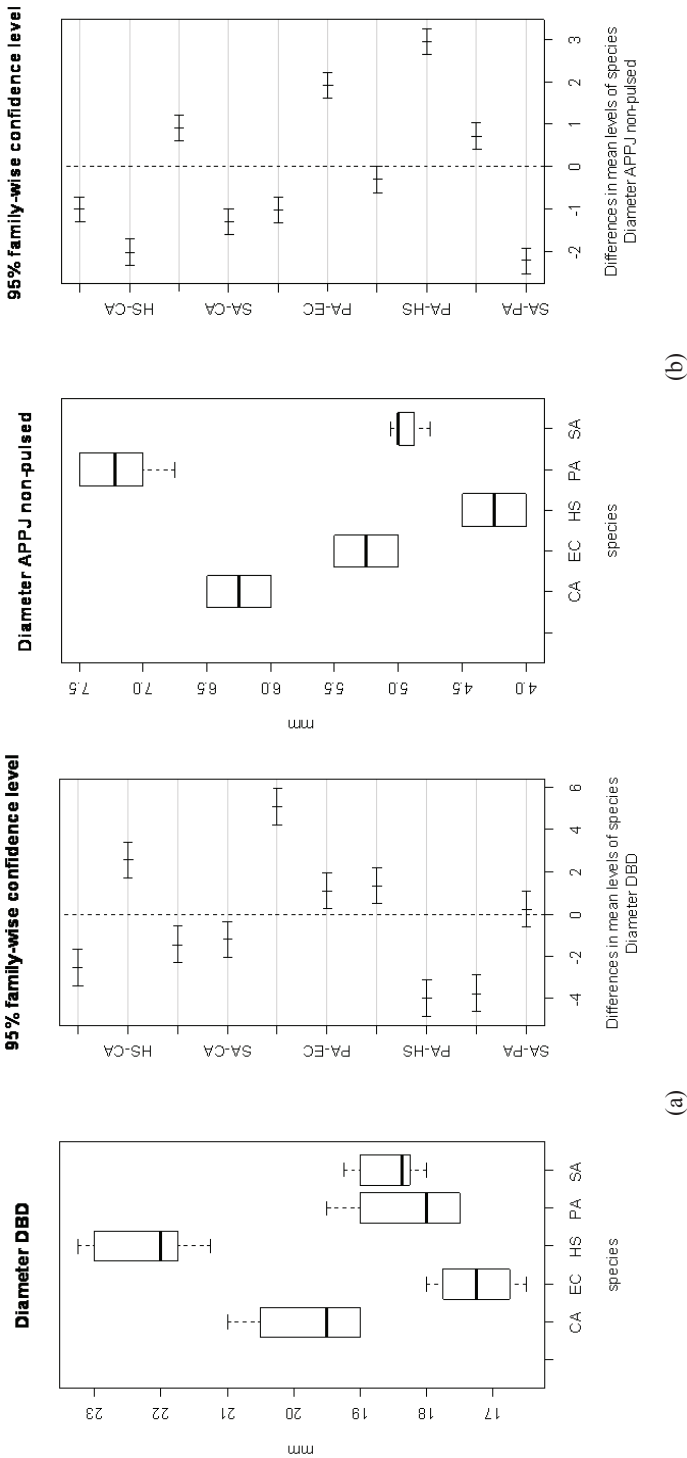 Diameter DBD
23
22
21
20
19
18
17
mm
CA EC HS PA SA
species
95% family-wise confidence level
HS-CA
SA-CA
PA-EC
PA-HS
SA-PA
-4 -2 0 2 4 6
Differences in mean levels of species
Diameter DBD
(a)
Diameter APPJ non-pulsed
7.5
7.0
6.5
6.0
5.5
5.0
4.5
4.0
mm
CA EC HS PA SA
species
95% family-wise confidence level
HS-CA
SA-CA
PA-EC
PA-HS
SA-PA
-2 -1 0 1 2 3
Differences in mean levels of species
Diameter APPJ non-pulsed
(b)